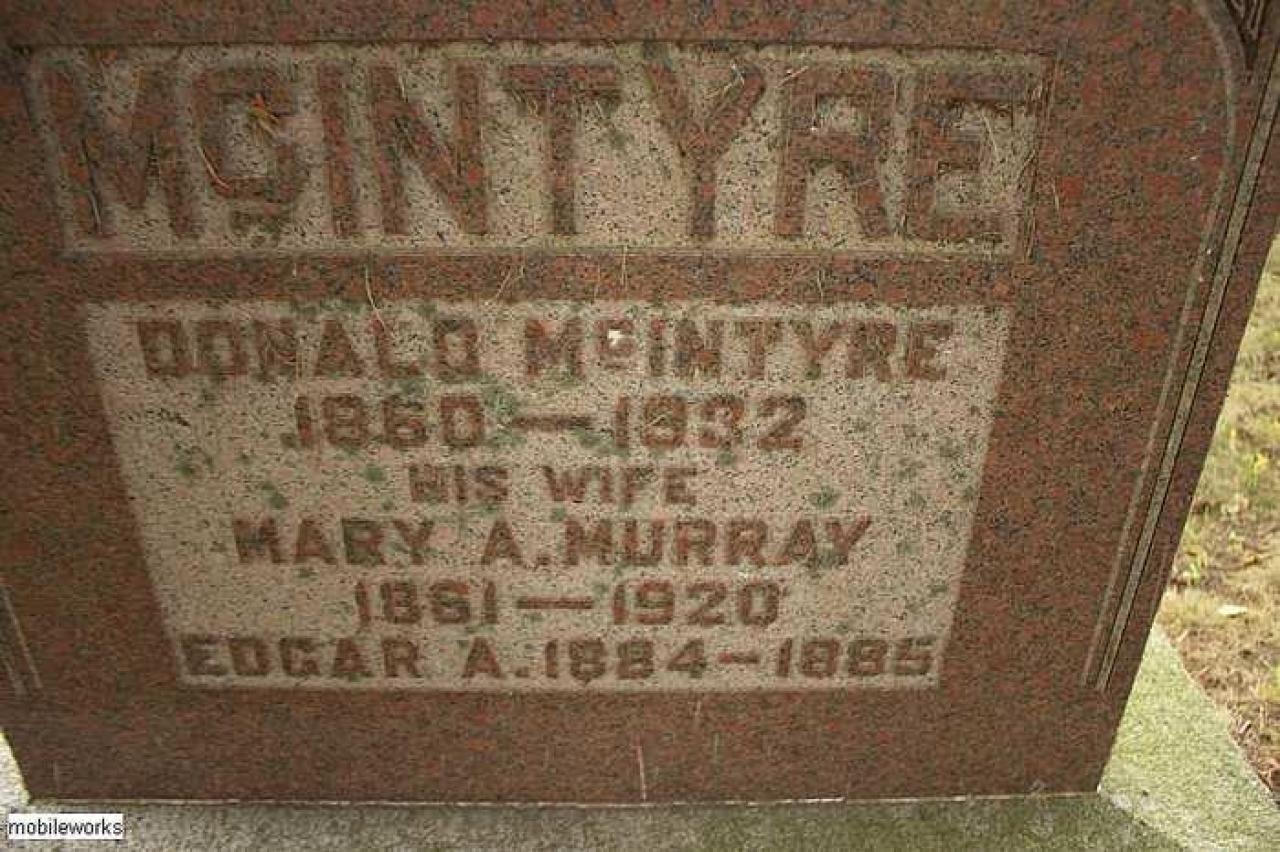 McINTYRE
DONALD McINTYRE
1860—1932
HIS WIFE
MARY A. MURRAY
1861—1920
EDGAR A. 1884-1885
mobileworks